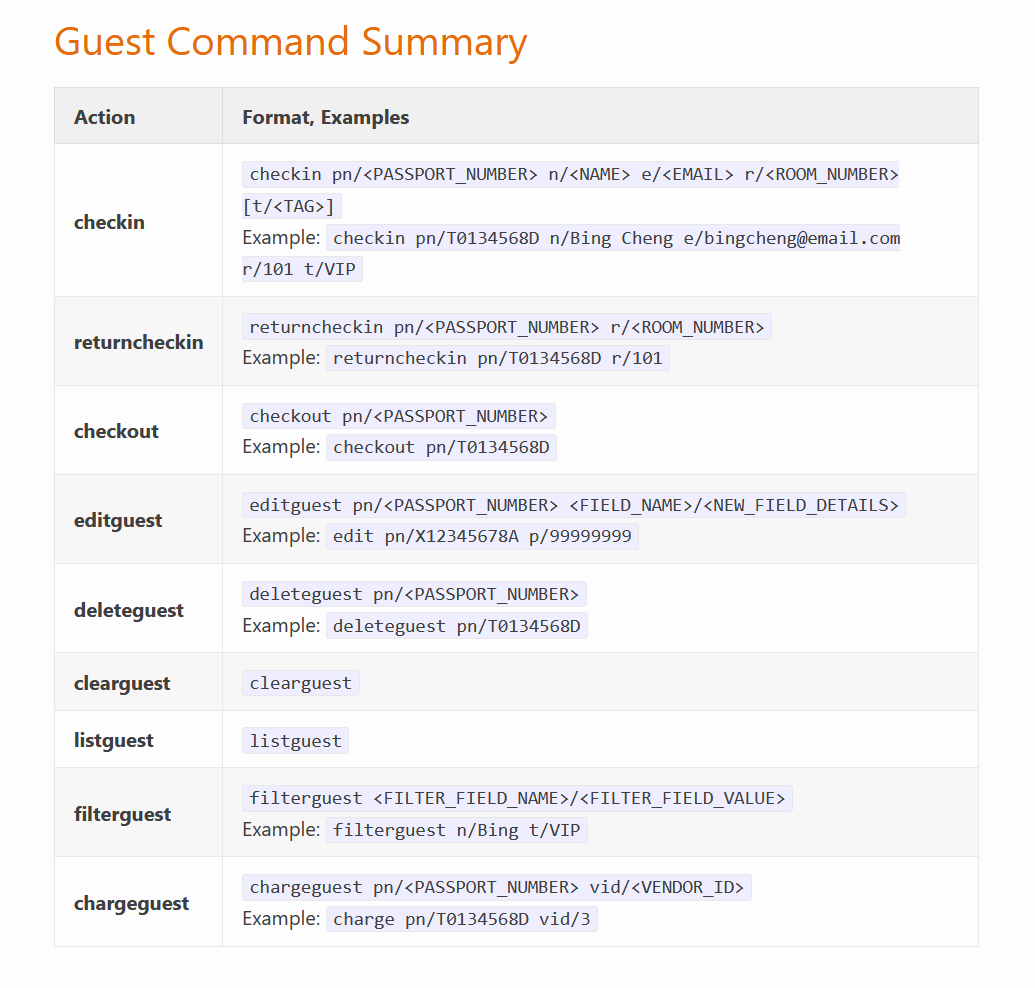 Guest Command Summary
Action
Format, Examples
checkin
checkin pn/<PASSPORT_NUMBER> n/<NAME> e/<EMAIL> r/<ROOM_NUMBER>
[t/<TAG>]
Example: checkin pn/T0134568D n/Bing Cheng e/bingcheng@email.com
r/101 t/VIP
returncheckin
returncheckin pn/<PASSPORT_NUMBER> r/<ROOM_NUMBER>
Example: returncheckin pn/T0134568D r/101
checkout
checkout pn/<PASSPORT_NUMBER>
Example: checkout pn/T0134568D
editguest
editguest pn/<PASSPORT_NUMBER> <FIELD_NAME>/<NEW_FIELD_DETAILS>
Example: edit pn/X12345678A p/99999999
deleteguest
deleteguest pn/<PASSPORT_NUMBER>
Example: deleteguest pn/T0134568D
clearguest
clearguest
listguest
listguest
filterguest
filterguest <FILTER_FIELD_NAME>/<FILTER_FIELD_VALUE>
Example: filterguest n/Bing t/VIP
chargeguest
chargeguest pn/<PASSPORT_NUMBER> vid/<VENDOR_ID>
Example: charge pn/T0134568D vid/3